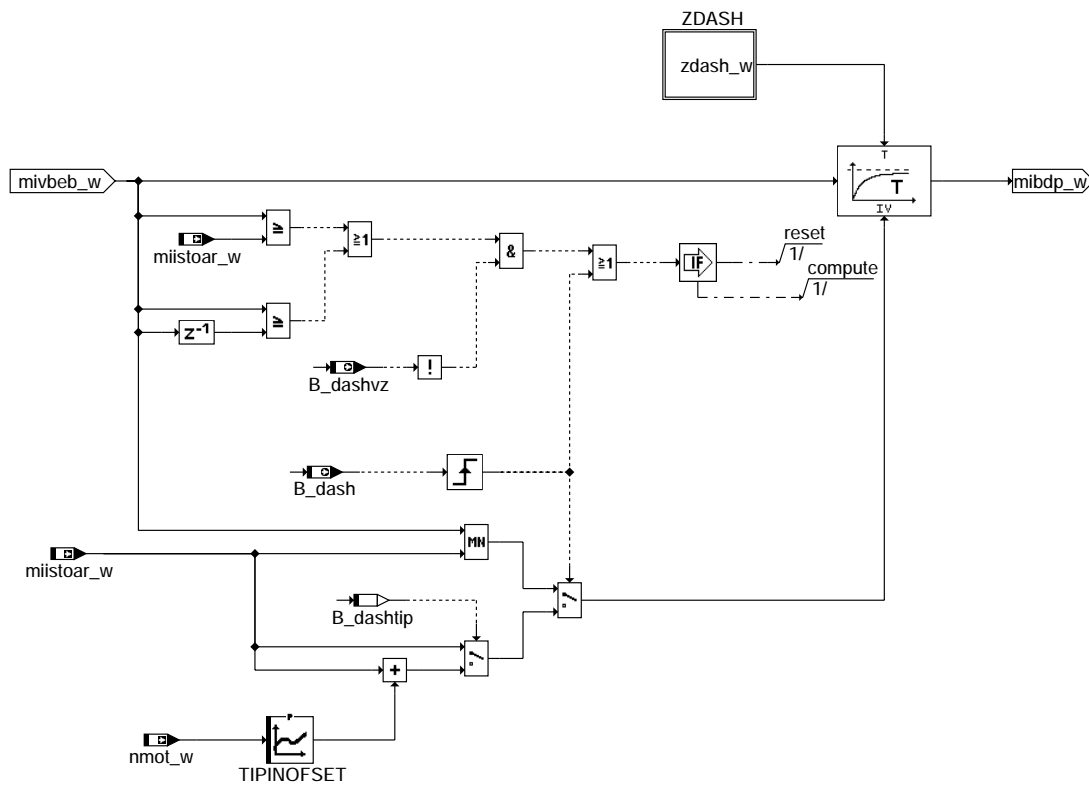 ZDASH
zdash_w
T
mivbeb_w
T
mibdp_w
IV
miistoar_w
≧1
&
≧1
IF
reset
1/
compute
1/
z-1
B_dashvz
!
B_dash
MN
miistoar_w
B_dashtip
+
P
nmot_w
TIPINOFSET